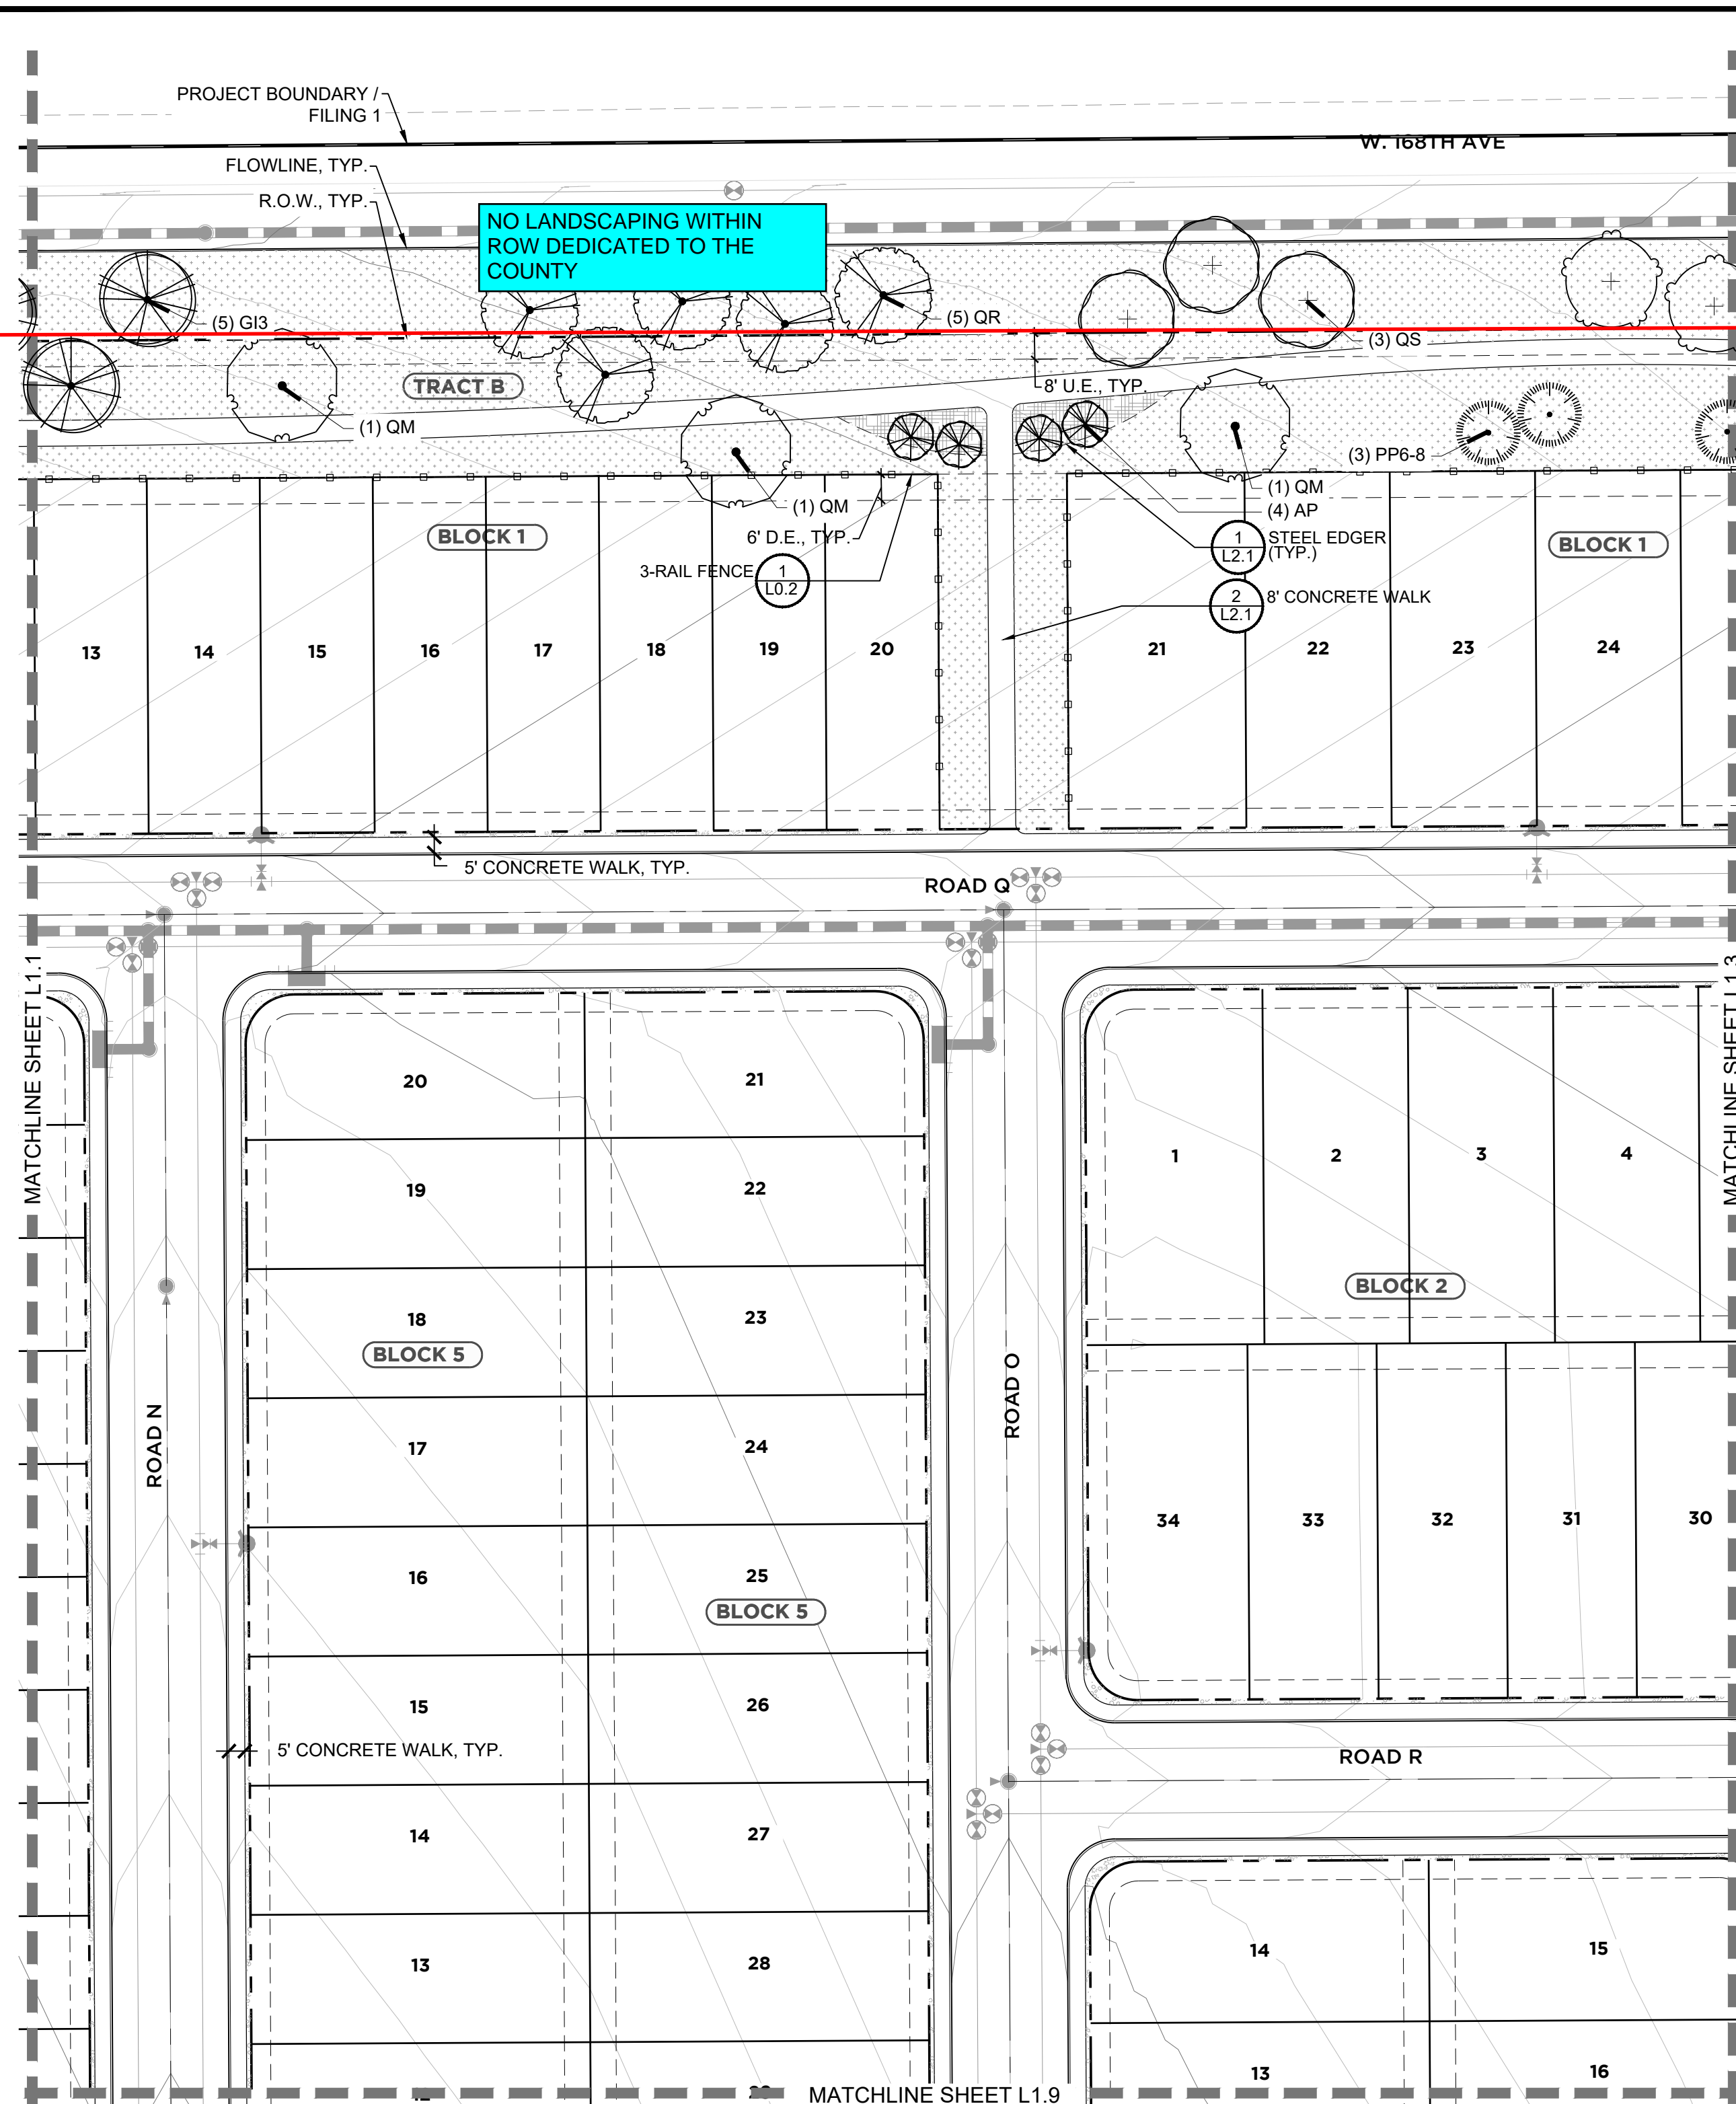 PROJECT BOUNDARY /
FILING 1
W. 168TH AVE
FLOWLINE, TYP.
R.O.W., TYP.
NO LANDSCAPING WITHIN
ROW DEDICATED TO THE
COUNTY
(5) GI3
(5) QR
(3) QS
TRACT B
8' U.E., TYP.
(1) QM
(3) PP6-8
(1) QM
(1) QM
(4) AP
BLOCK 1
6' D.E., TYP.
1
L2.1
STEEL EDGER
(TYP.)
BLOCK 1
3-RAIL FENCE
1
L0.2
2
L2.1
8' CONCRETE WALK
13
14
15
16
17
18
19
20
21
22
23
24
5' CONCRETE WALK, TYP.
ROAD Q
MATCHLINE SHEET L1.1
MATCHLINE SHEET L1.3
20
21
1
2
3
4
19
22
BLOCK 2
18
23
BLOCK 5
ROAD N
ROAD O
17
24
34
33
32
31
30
16
25
BLOCK 5
15
26
5' CONCRETE WALK, TYP.
ROAD R
14
27
13
28
14
15
13
16
MATCHLINE SHEET L1.9